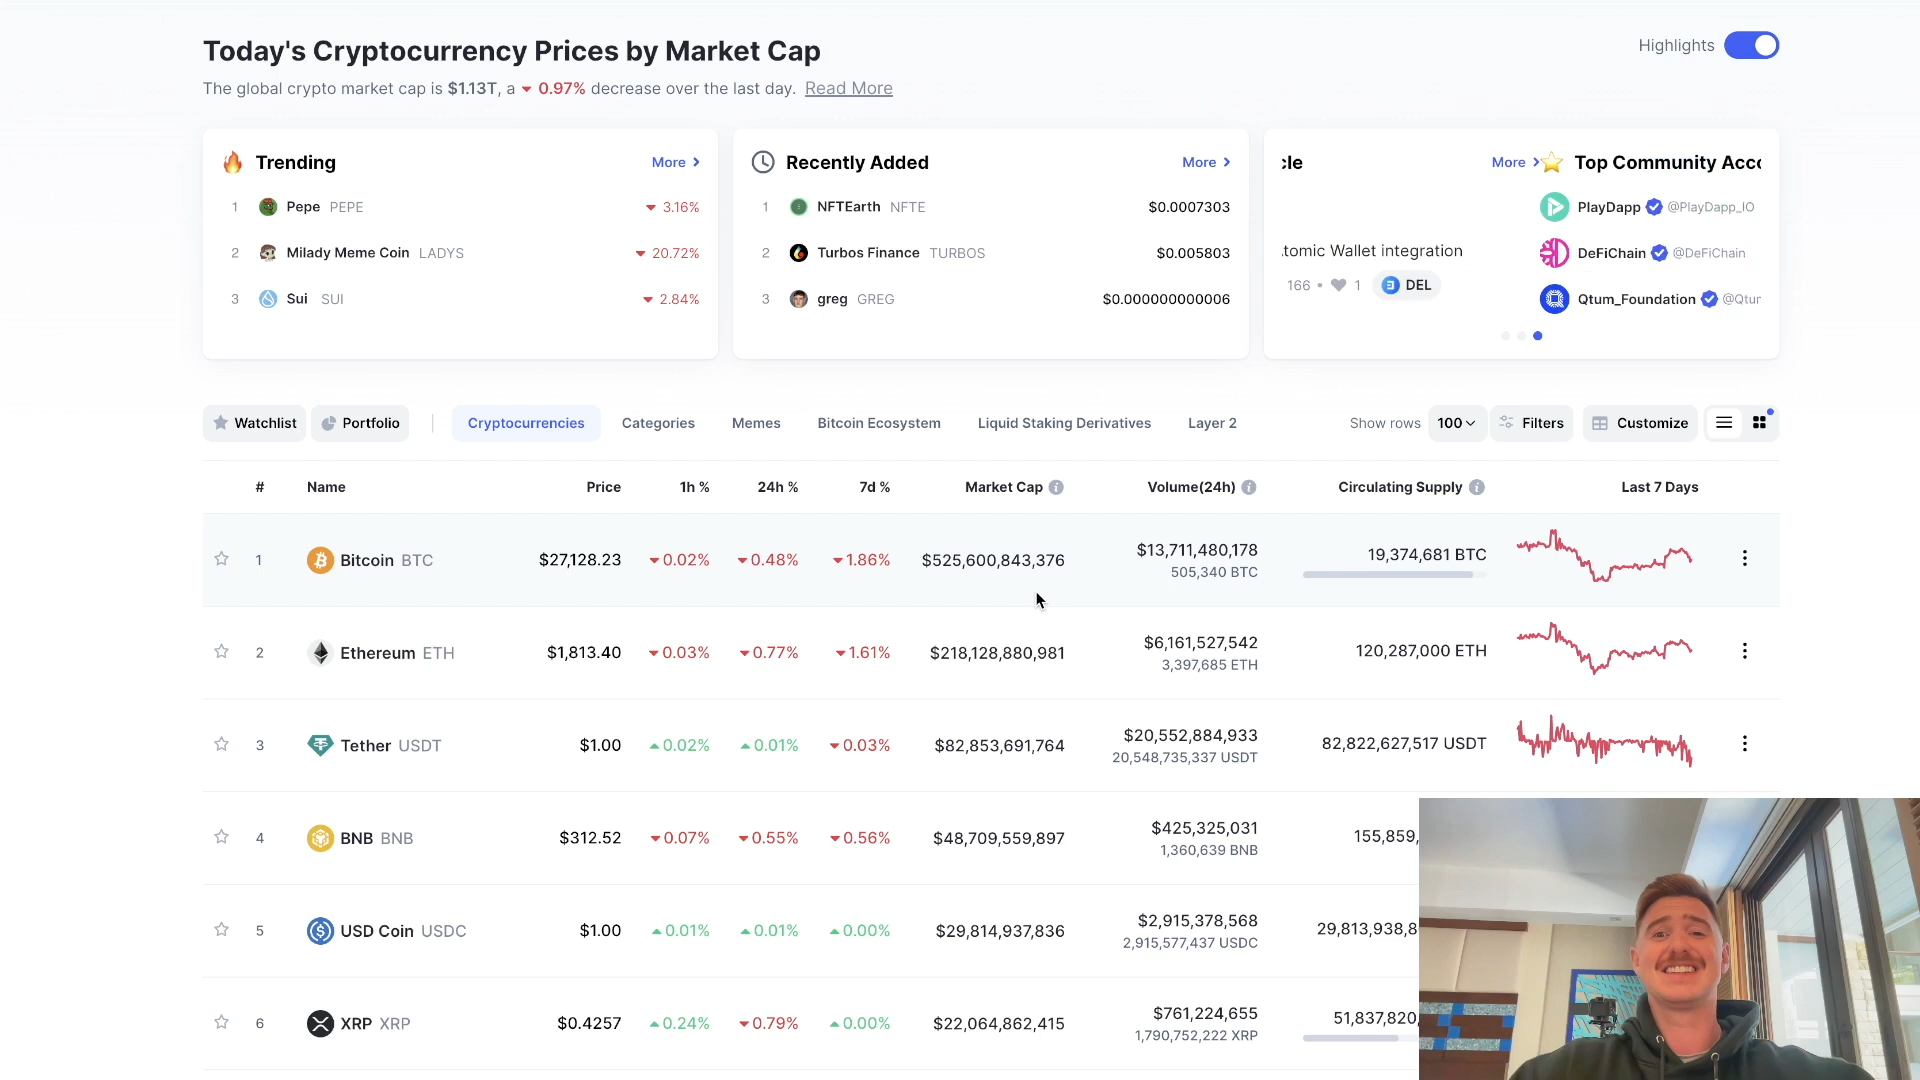 Today's Cryptocurrency Prices by Market Cap
Highlights
The global crypto market cap is $1.13T, a 0.97% decrease over the last day. Read More
Trending
More
1 Pepe PEPE 3.16%
2 Milady Meme Coin LADYS 20.72%
3 Sui SUI 2.84%
Recently Added
More
1 NFTEarth NFTE $0.0007303
2 Turbos Finance TURBOS $0.005803
3 greg GREG $0.000000000006
cle
More
tomic Wallet integration
166 • 1 DEL
Top Community Acco
PlayDapp @PlayDapp_IO
DeFiChain @DeFiChain
Qtum_Foundation @Qtur
Watchlist Portfolio Cryptocurrencies Categories Memes Bitcoin Ecosystem Liquid Staking Derivatives Layer 2 Show rows 100 Filters Customize
# Name Price 1h % 24h % 7d % Market Cap Volume(24h) Circulating Supply Last 7 Days
1 Bitcoin BTC $27,128.23 0.02% 0.48% 1.86% $525,600,843,376 $13,711,480,178 19,374,681 BTC
505,340 BTC
2 Ethereum ETH $1,813.40 0.03% 0.77% 1.61% $218,128,880,981 $6,161,527,542 120,287,000 ETH
3,397,685 ETH
3 Tether USDT $1.00 0.02% 0.01% 0.03% $82,853,691,764 $20,552,884,933 82,822,627,517 USDT
20,548,735,337 USDT
4 BNB BNB $312.52 0.07% 0.55% 0.56% $48,709,559,897 $425,325,031 155,859,
1,360,639 BNB
5 USD Coin USDC $1.00 0.01% 0.01% 0.00% $29,814,937,836 $2,915,378,568 29,813,938,8
2,915,577,437 USDC
6 XRP XRP $0.4257 0.24% 0.79% 0.00% $22,064,862,415 $761,224,655 51,837,820,
1,790,752,222 XRP